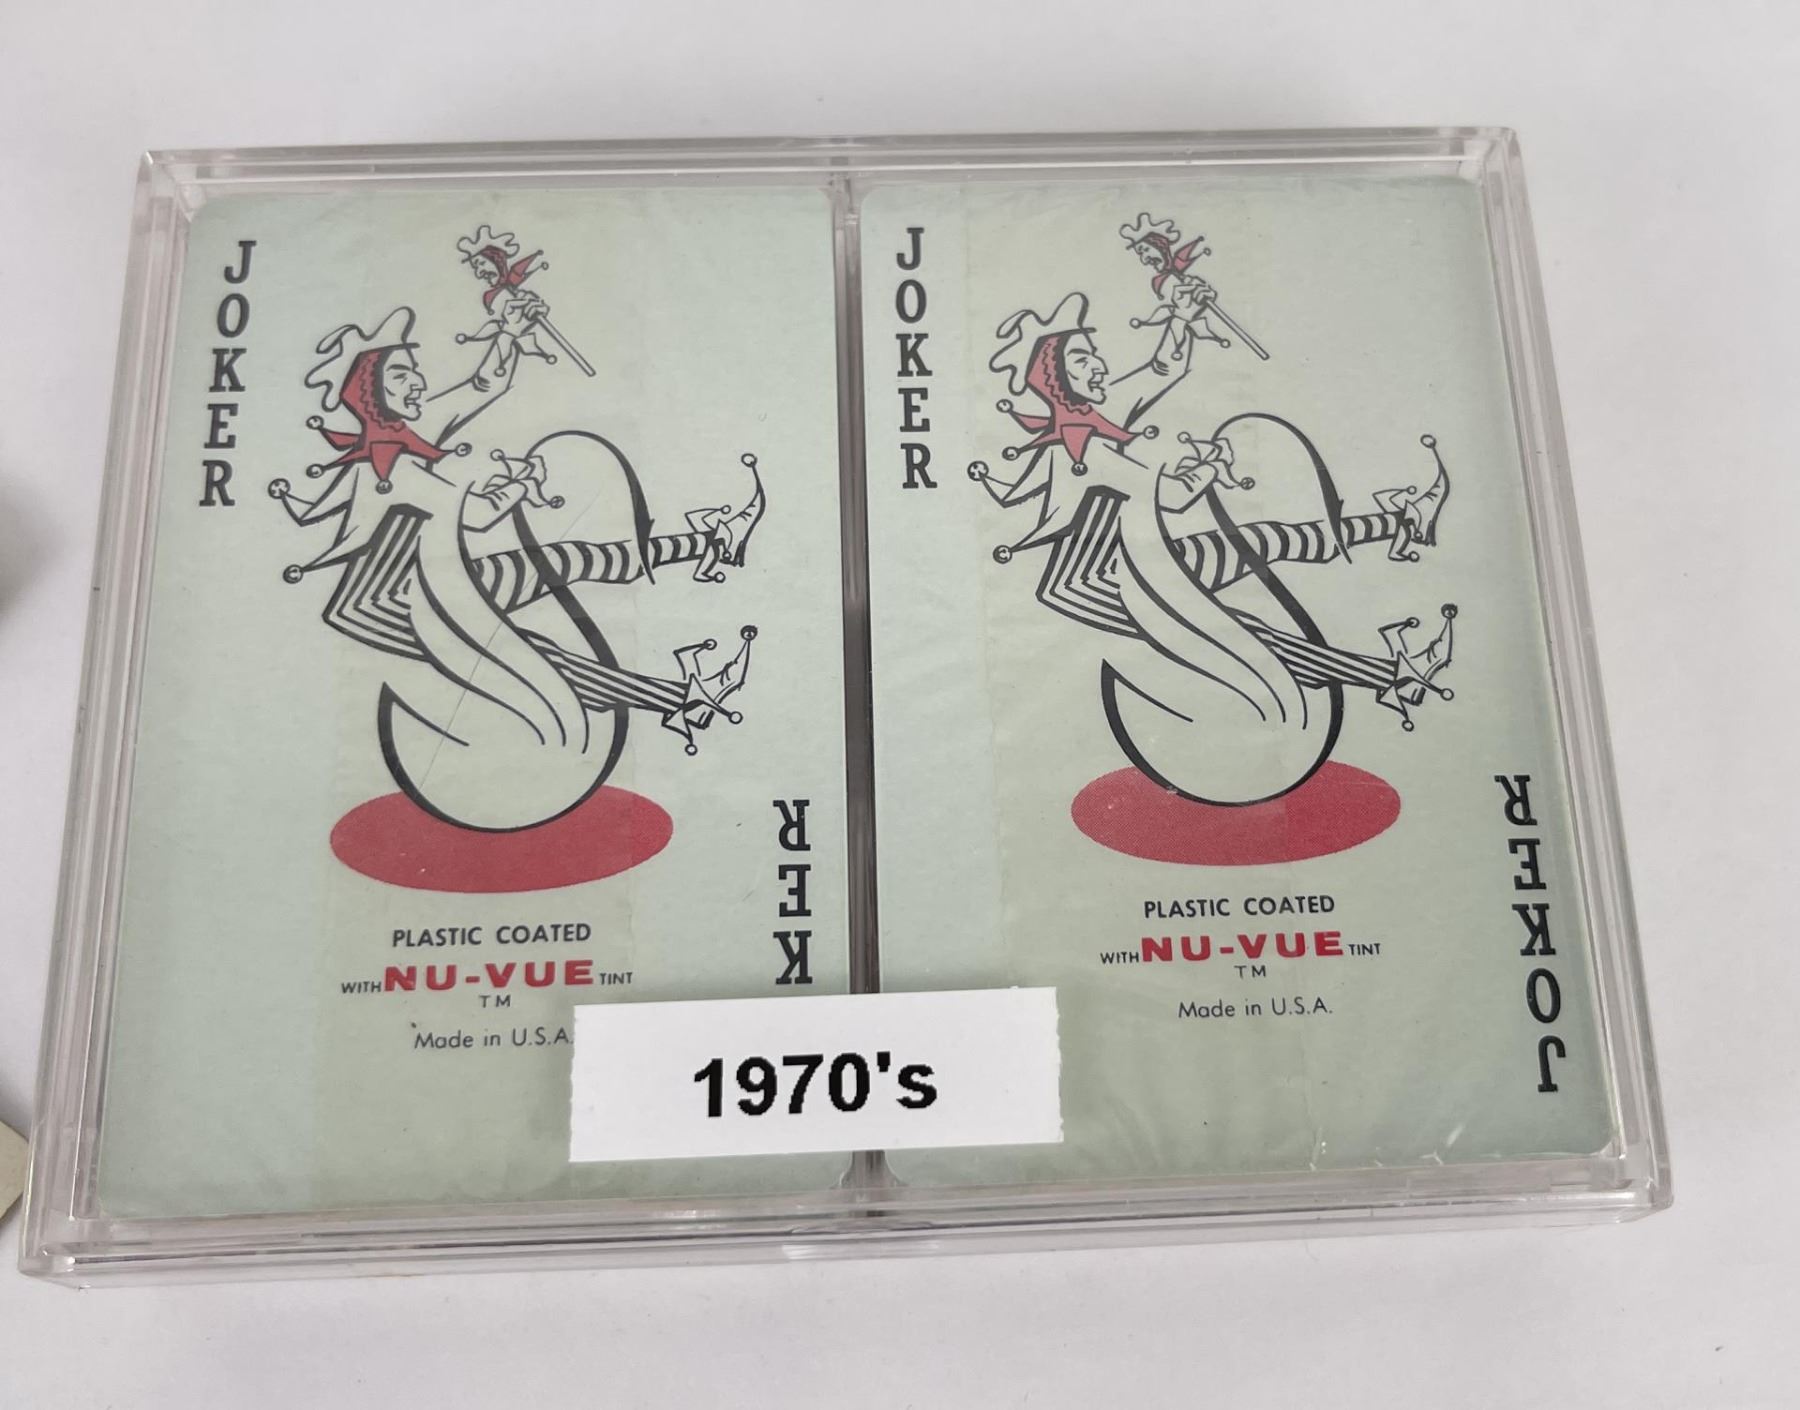 JOKER
PLASTIC COATED
WITH NU-VUE TINT
TM
Made in U.S.A.
KER
JOKER
PLASTIC COATED
WITH NU-VUE TINT
TM
Made in U.S.A.
JOKER
1970's